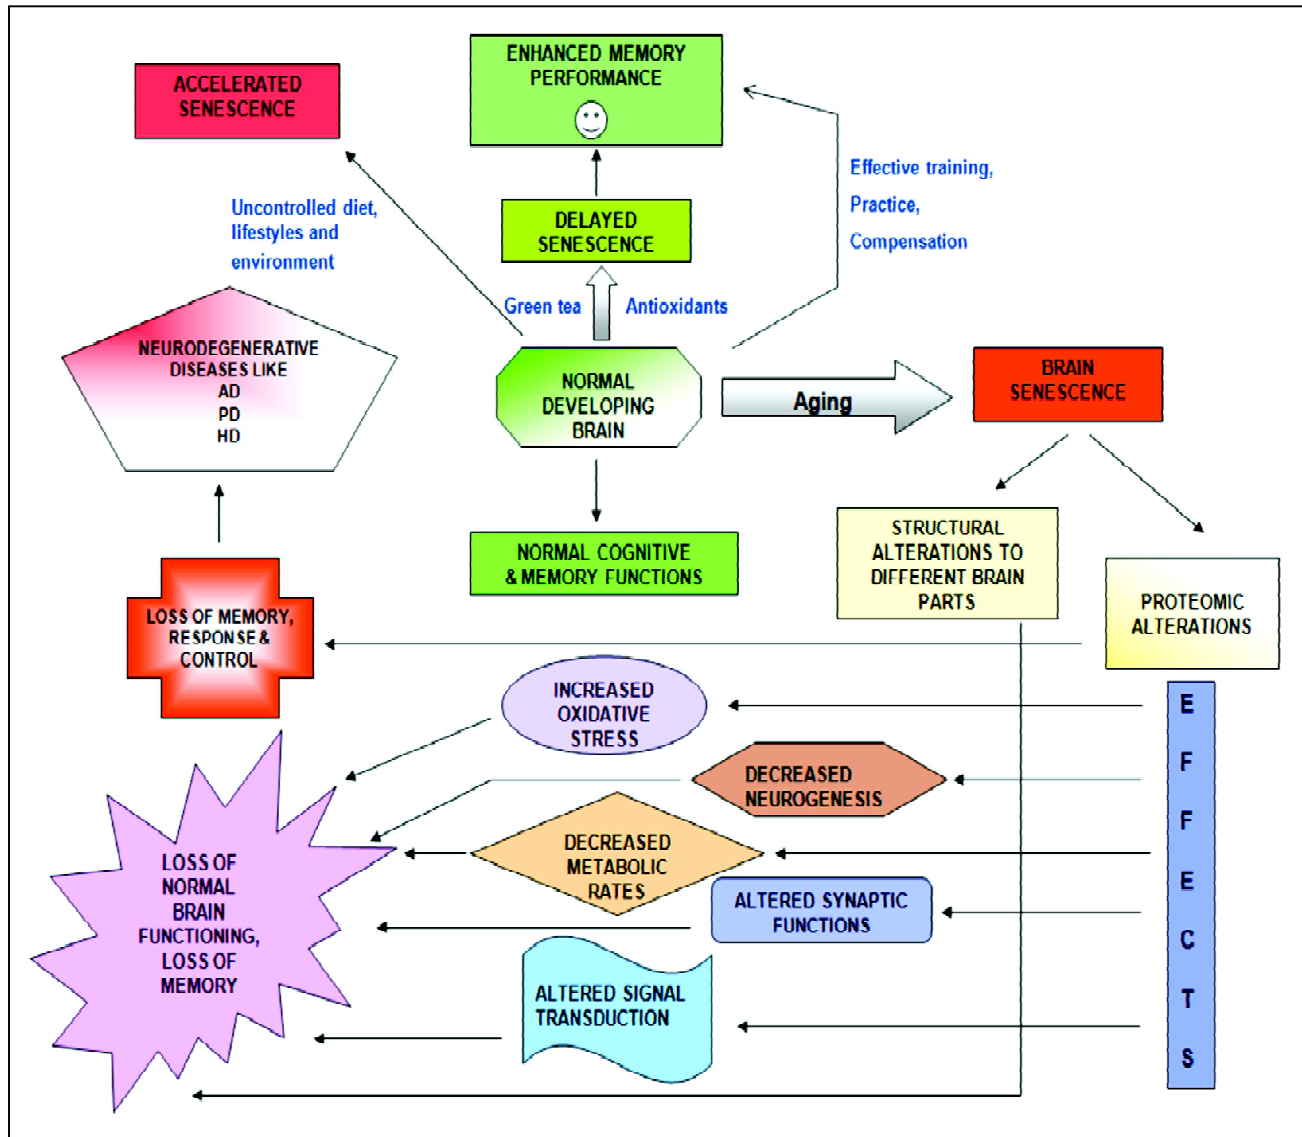 ENHANCED MEMORY
PERFORMANCE
ACCELERATED
SENESCENCE
Effective training,
Practice,
Compensation
Uncontrolled diet,
lifestyles and
environment
DELAYED
SENESCENCE
Green tea
Antioxidants
NEURODEGENERATIVE
DISEASES LIKE
AD
PD
HD
NORMAL
DEVELOPING
BRAIN
Aging
BRAIN
SENESCENCE
NORMAL COGNITIVE
& MEMORY FUNCTIONS
STRUCTURAL
ALTERATIONS TO
DIFFERENT BRAIN
PARTS
PROTEOMIC
ALTERATIONS
LOSS OF MEMORY,
RESPONSE &
CONTROL
INCREASED
OXIDATIVE
STRESS
DECREASED
NEUROGENESIS
DECREASED
METABOLIC
RATES
ALTERED SYNAPTIC
FUNCTIONS
ALTERED SIGNAL
TRANSDUCTION
LOSS OF
NORMAL
BRAIN
FUNCTIONING,
LOSS OF
MEMORY
E
F
F
E
C
T
S